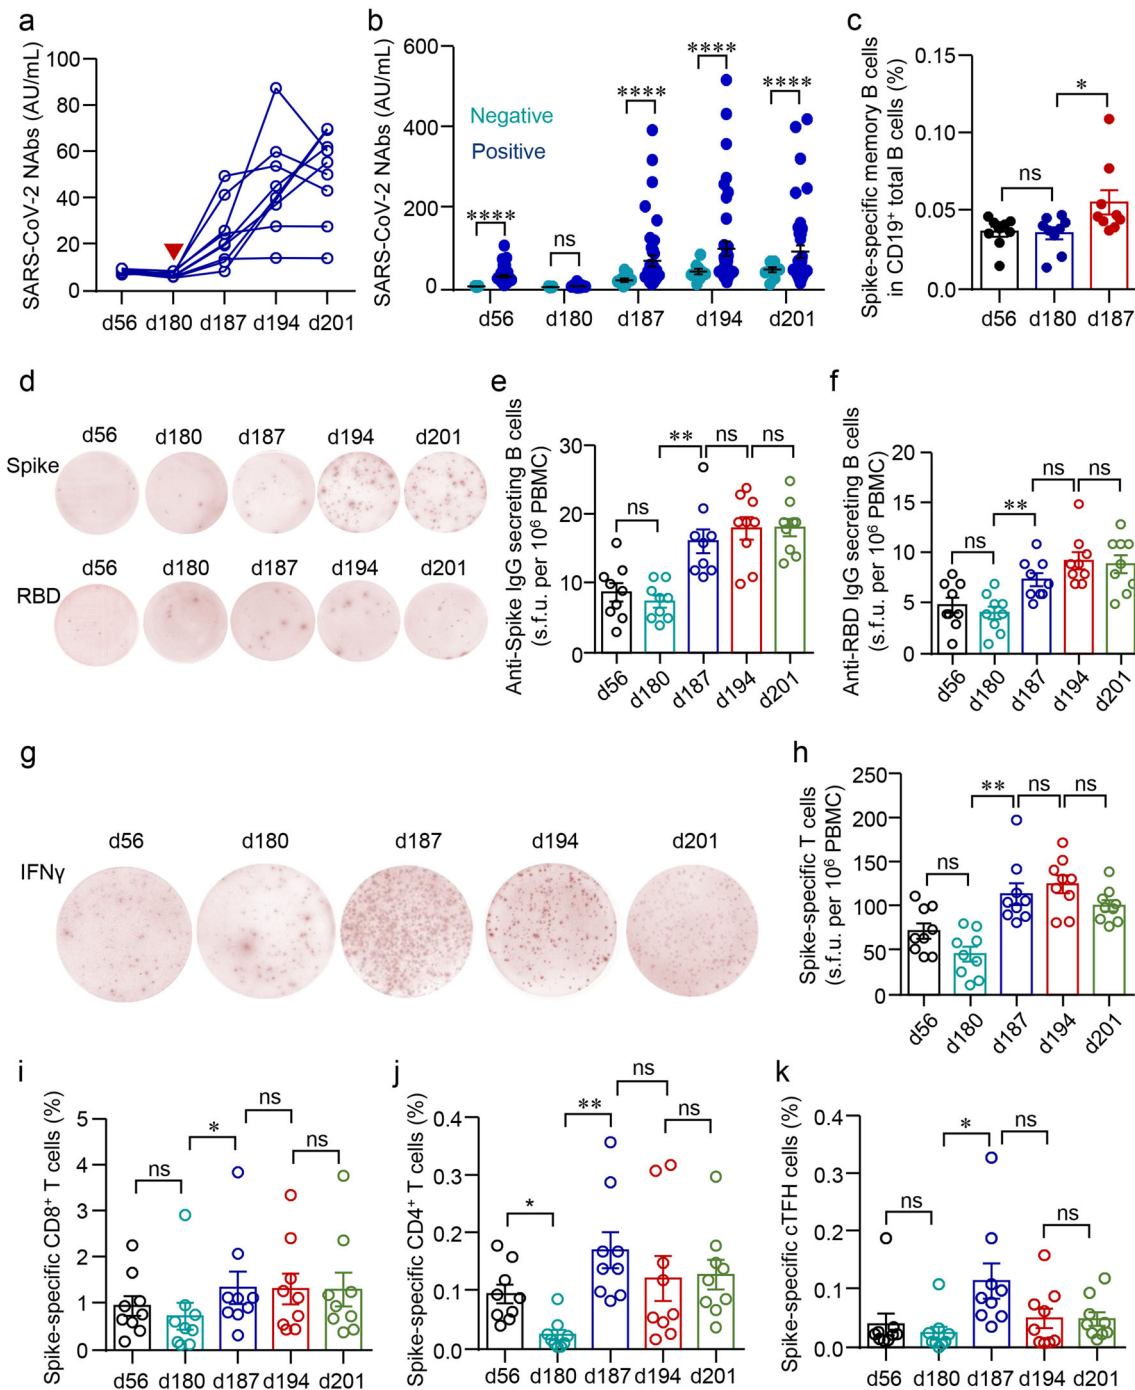 a
SARS-CoV-2 NAbs (AU/mL)
100
80
60
40
20
0
d56 d180 d187 d194 d201
b
SARS-CoV-2 NAbs (AU/mL)
600
400
200
0
Negative
Positive
**** ns **** **** ****
d56 d180 d187 d194 d201
c
Spike-specific memory B cells
in CD19⁺ total B cells (%)
0.15
0.10
0.05
0.0
ns *
d56 d180 d187
d
d56 d180 d187 d194 d201
Spike
d56 d180 d187 d194 d201
RBD
e
Anti-Spike IgG secreting B cells
(s.f.u. per 10⁶ PBMC)
30
20
10
0
ns ** ns ns
d56 d180 d187 d194 d201
f
Anti-RBD IgG secreting B cells
(s.f.u. per 10⁶ PBMC)
20
15
10
5
0
ns ** ns ns
d56 d180 d187 d194 d201
g
d56 d180 d187 d194 d201
IFNγ
h
Spike-specific T cells
(s.f.u. per 10⁶ PBMC)
250
200
150
100
50
0
ns ** ns ns
d56 d180 d187 d194 d201
i
Spike-specific CD8⁺ T cells (%)
5
4
3
2
1
0
ns * ns ns
d56 d180 d187 d194 d201
j
Spike-specific CD4⁺ T cells (%)
0.4
0.3
0.2
0.1
0.0
* ** ns ns
d56 d180 d187 d194 d201
k
Spike-specific cTFH cells (%)
0.4
0.3
0.2
0.1
0.0
ns * ns ns
d56 d180 d187 d194 d201